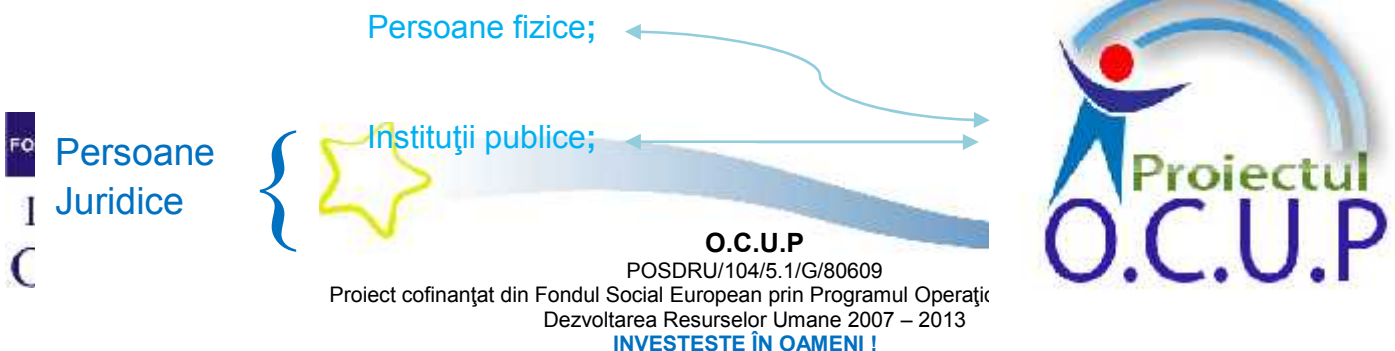 Persoane fizice;
Instituţii publice;
Persoane
Juridice
FO
Proiectul
O.C.U.P
O.C.U.P
POSDRU/104/5.1/G/80609
Proiect cofinanţat din Fondul Social European prin Programul
Dezvoltarea Resurselor Umane 2007 – 2013
INVESTESTE ÎN OAMENI !